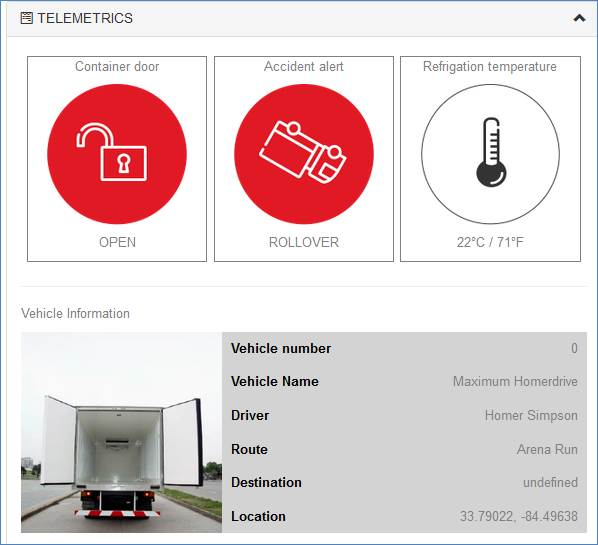 TELEMETRICS
Container door
Accident alert
Refrigation temperature
OPEN
ROLLOVER
22°C / 71°F
Vehicle Information
Vehicle number 0
Vehicle Name Maximum Homerdrive
Driver Homer Simpson
Route Arena Run
Destination undefined
Location 33.79022, -84.49638